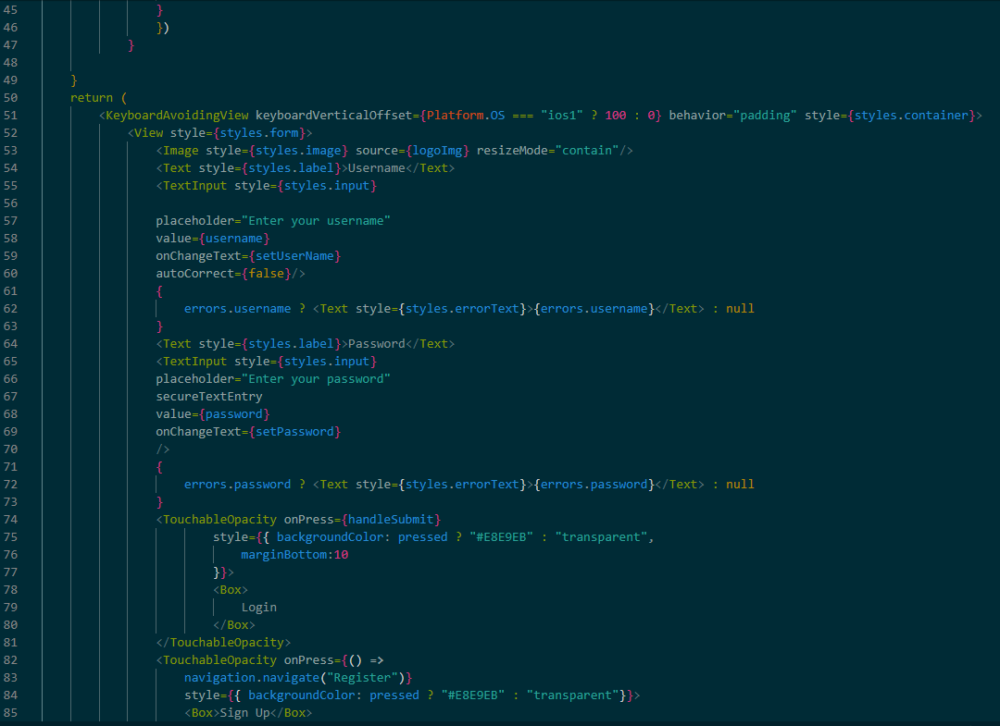 45 }
46 })
47 }
48
49 }
50 return (
51 <KeyboardAvoidingView keyboardVerticalOffset={Platform.OS === "ios1" ? 100 : 0} behavior="padding" style={styles.container}>
52 <View style={styles.form}>
53 <Image style={styles.image} source={logoImg} resizeMode="contain"/>
54 <Text style={styles.label}>Username</Text>
55 <TextInput style={styles.input}
56
57 placeholder="Enter your username"
58 value={username}
59 onChangeText={setUserName}
60 autoCorrect={false}/>
61 {
62 errors.username ? <Text style={styles.errorText}>{errors.username}</Text> : null
63 }
64 <Text style={styles.label}>Password</Text>
65 <TextInput style={styles.input}
66 placeholder="Enter your password"
67 secureTextEntry
68 value={password}
69 onChangeText={setPassword}
70 />
71 {
72 errors.password ? <Text style={styles.errorText}>{errors.password}</Text> : null
73 }
74 <TouchableOpacity onPress={handleSubmit}
75 style={{ backgroundColor: pressed ? "#E8E9EB" : "transparent",
76 marginBottom:10
77 }}>
78 <Box>
79 Login
80 </Box>
81 </TouchableOpacity>
82 <TouchableOpacity onPress={() =>
83 navigation.navigate("Register")}
84 style={{ backgroundColor: pressed ? "#E8E9EB" : "transparent"}}>
85 <Box>Sign Up</Box>